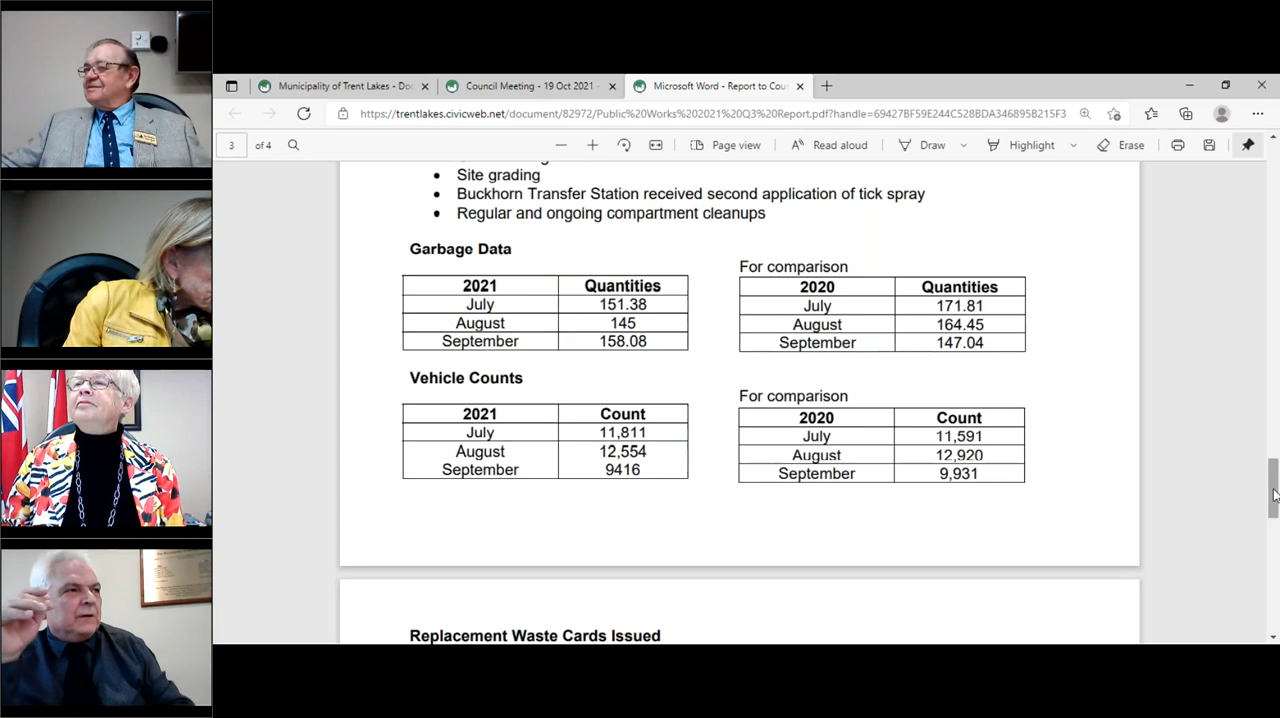 Municipality of Trent Lakes - Doc
Council Meeting - 19 Oct 2021 -
Microsoft Word - Report to Cou
https://trentlakes.civicweb.net/document/82972/Public%20Works%202021%20Q3%20Report.pdf?handle=69427BF59E244C528BDA346895B215F3
3 of 4
Page view
Read aloud
Draw
Highlight
Erase
• Site grading
• Buckhorn Transfer Station received second application of tick spray
• Regular and ongoing compartment cleanups
Garbage Data
2021 Quantities
July 151.38
August 145
September 158.08
For comparison
2020 Quantities
July 171.81
August 164.45
September 147.04
Vehicle Counts
2021 Count
July 11,811
August 12,554
September 9416
For comparison
2020 Count
July 11,591
August 12,920
September 9,931
Replacement Waste Cards Issued